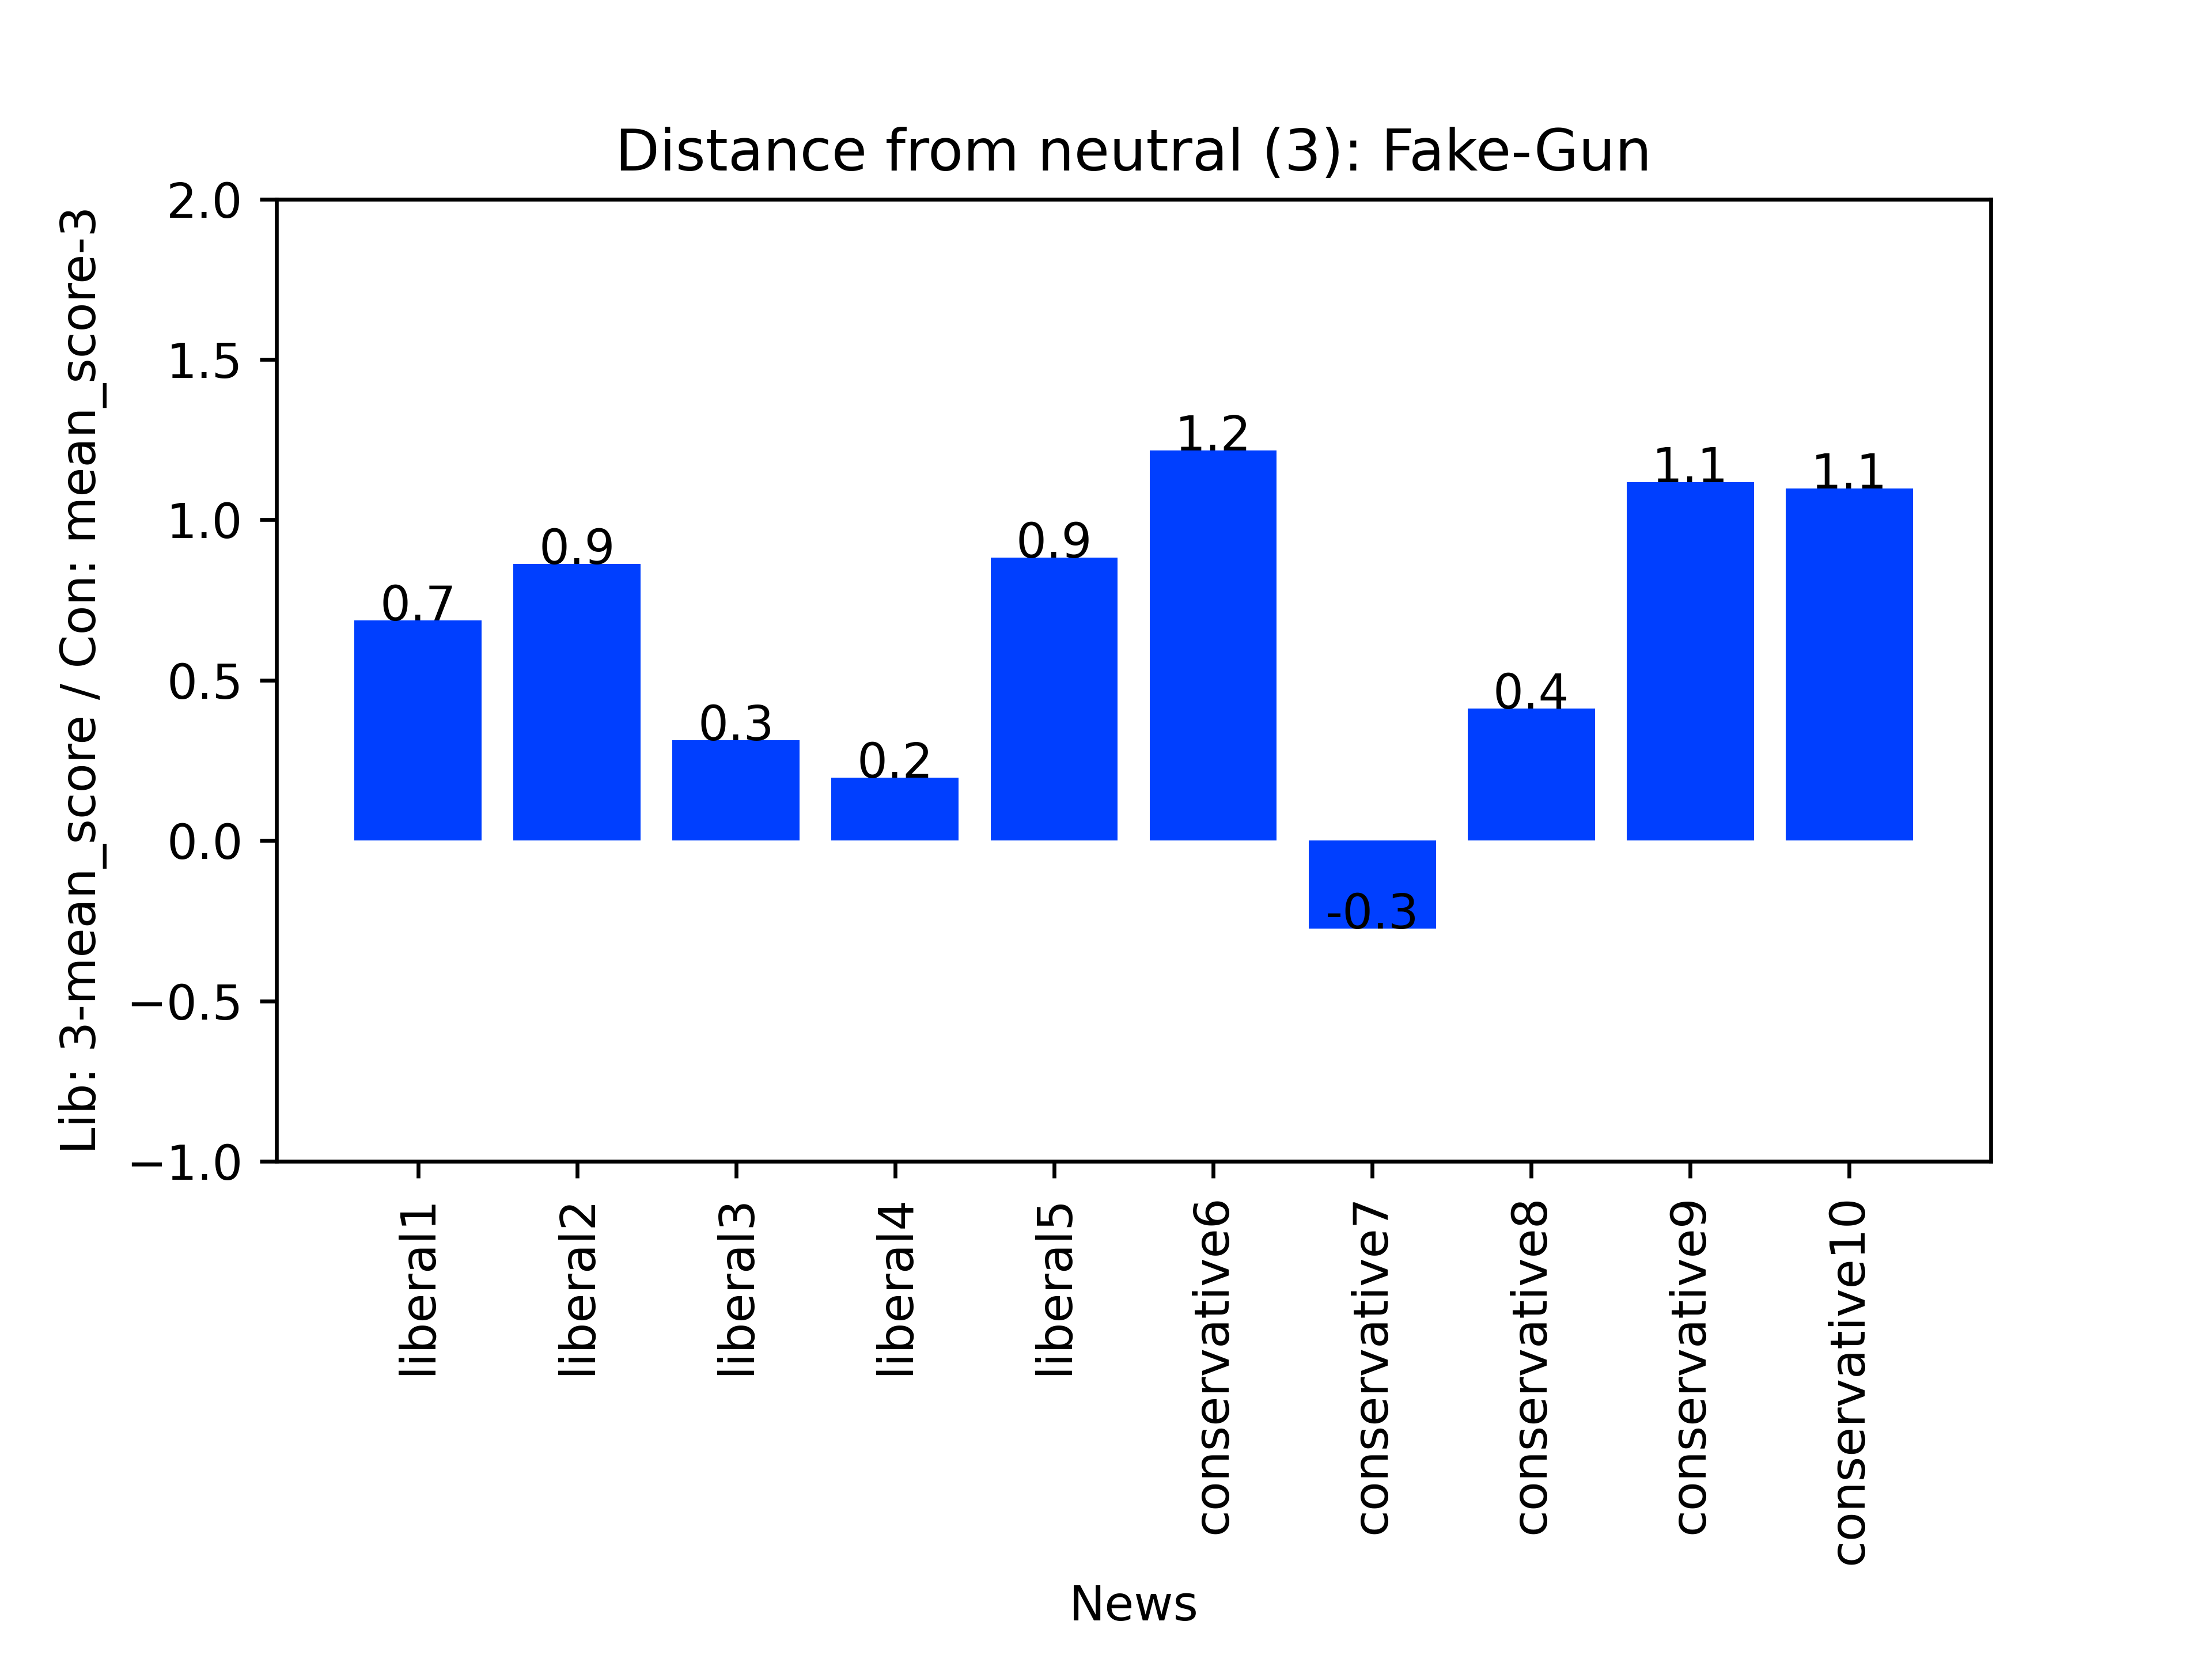 Distance from neutral (3): Fake-Gun
Lib: 3-mean_score / Con: mean_score-3
2.0
1.5
1.0
0.5
0.0
−0.5
−1.0
0.7
0.9
0.3
0.2
0.9
1.2
-0.3
0.4
1.1
1.1
liberal1
liberal2
liberal3
liberal4
liberal5
conservative6
conservative7
conservative8
conservative9
conservative10
News